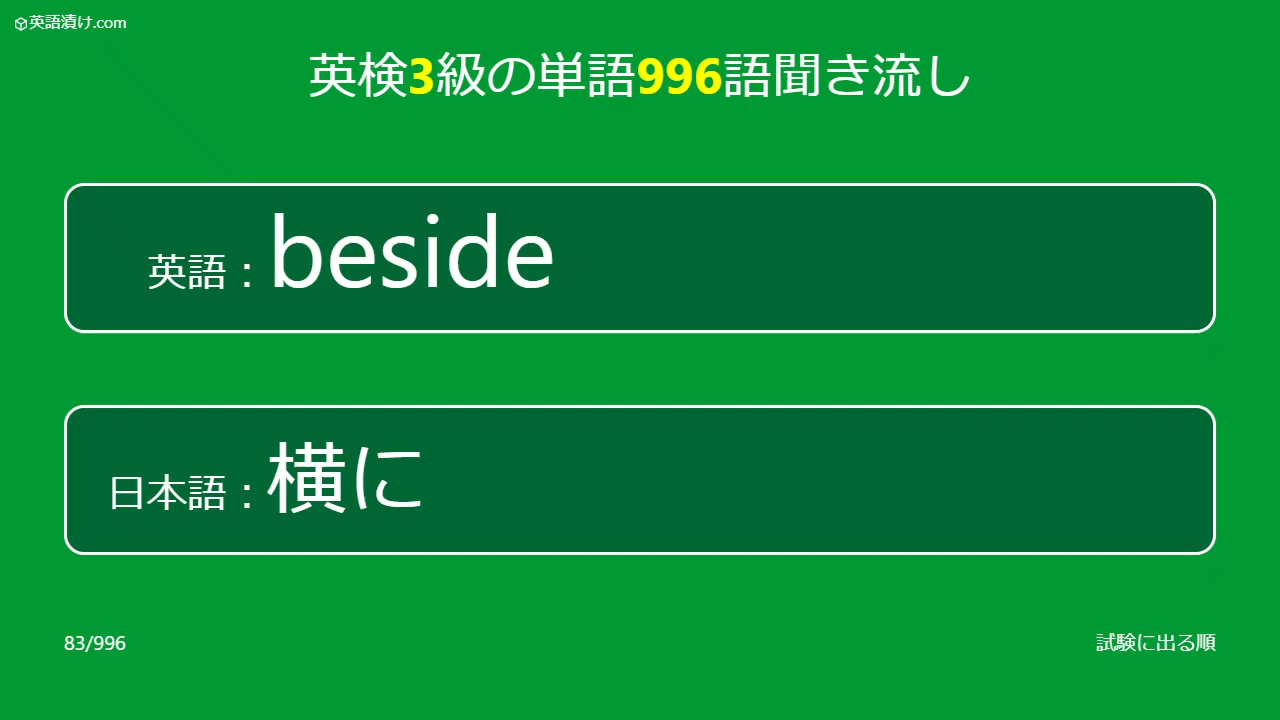 英語漬け.com
英検3級の単語996語聞き流し
英語：beside
日本語：横に
83/996
試験に出る順